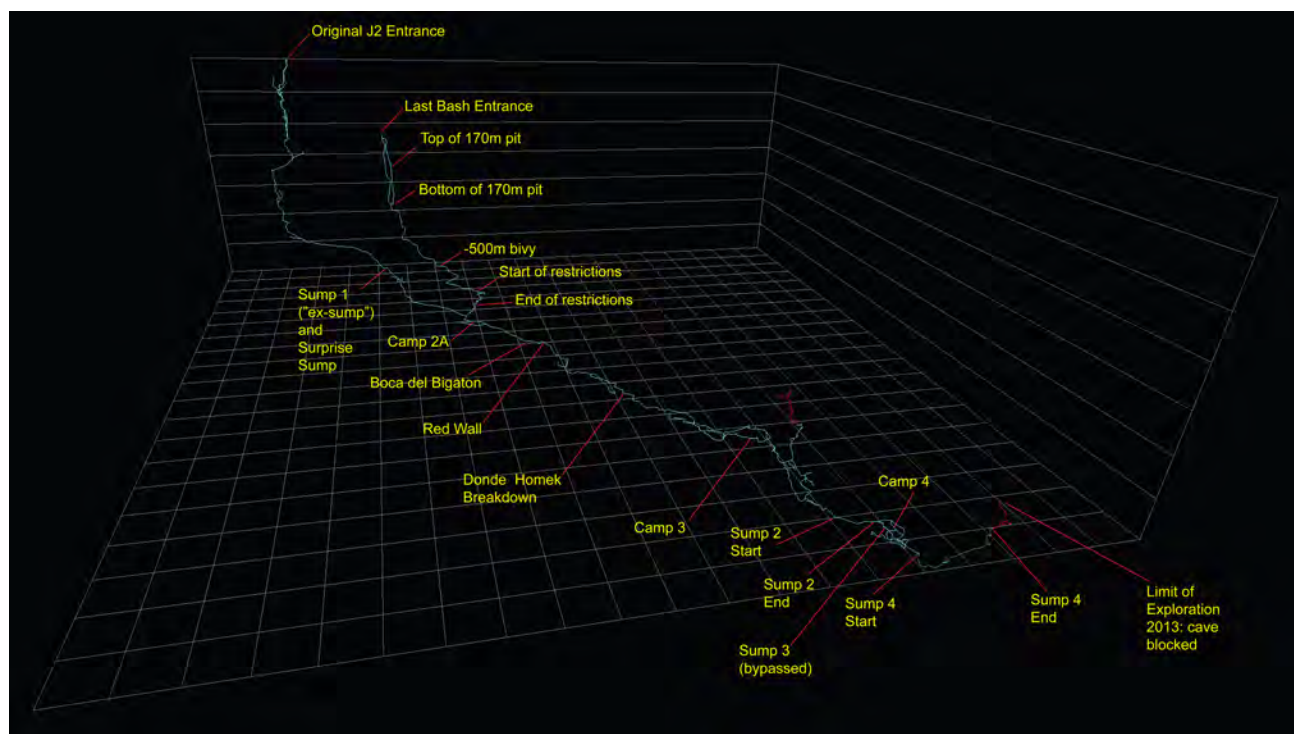 Original J2 Entrance
Last Bash Entrance
Top of 170m pit
Bottom of 170m pit
-500m bivy
Start of restrictions
End of restrictions
Sump 1
("ex-sump")
and
Surprise
Sump
Camp 2A
Boca del Bigaton
Red Wall
Donde Homek
Breakdown
Camp 3
Camp 4
Sump 2
Start
Sump 2
End
Sump 3
(bypassed)
Sump 4
Start
Sump 4
End
Limit of
Exploration
2013: cave
blocked